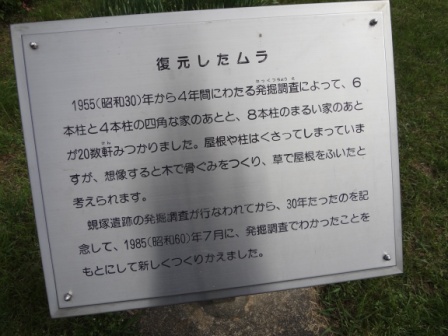 復元したムラ
1955(昭和30)年から4年間にわたる発掘調査によって、6
本柱と4本柱の四角な家のあとと、8本柱のまるい家のあと
が20数軒みつかりました。屋根や柱はくさってしまっていま
すが、想像すると木で骨ぐみをつくり、草で屋根をふいたと
考えられます。
蜆塚遺跡の発掘調査が行なわれてから、30年たったのを記
念して、1985(昭和60)年7月に、発掘調査でわかったことを
もとにして新しくつくりかえました。